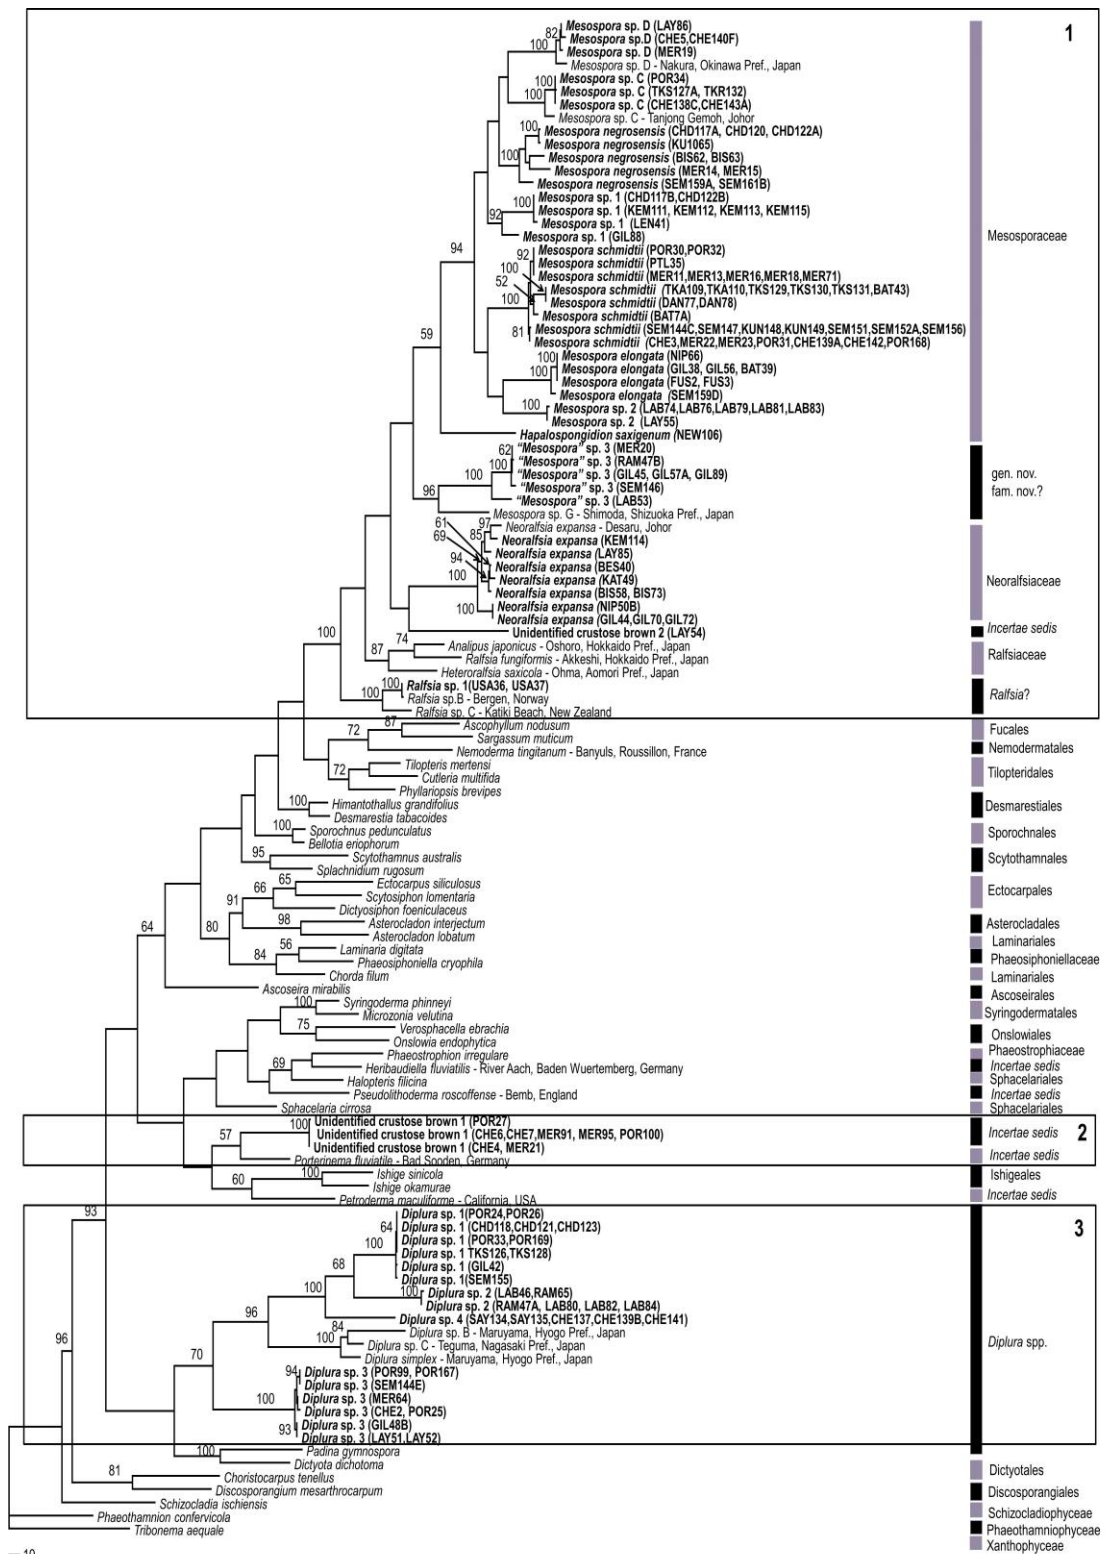 1
82
Mesospora sp. D (LAY86)
Mesospora sp.D (CHE5,CHE140F)
100
Mesospora sp. D (MER19)
Mesospora sp. D - Nakura, Okinawa Pref., Japan
100
Mesospora sp. C (POR34)
Mesospora sp. C (TKS127A, TKR132)
100
Mesospora sp. C (CHE138C,CHE143A)
Mesospora sp. C - Tanjong Gemoh, Johor
100
Mesospora negrosensis (CHD117A, CHD120, CHD122A)
Mesospora negrosensis (KU1065)
100
Mesospora negrosensis (BIS62, BIS63)
Mesospora negrosensis (MER14, MER15)
Mesospora negrosensis (SEM159A, SEM161B)
100
Mesospora sp. 1 (CHD117B,CHD122B)
Mesospora sp. 1 (KEM111, KEM112, KEM113, KEM115)
92
Mesospora sp. 1 (LEN41)
Mesospora sp. 1 (GIL88)
Mesosporaceae
94
92
Mesospora schmidtii (POR30,POR32)
Mesospora schmidtii (PTL35)
100
Mesospora schmidtii (MER11,MER13,MER16,MER18,MER71)
52
Mesospora schmidtii (TKA109,TKA110,TKS129,TKS130,TKS131,BAT43)
100
Mesospora schmidtii (DAN77,DAN78)
Mesospora schmidtii (BAT7A)
81
Mesospora schmidtii (SEM144C,SEM147,KUN148,KUN149,SEM151,SEM152A,SEM156)
59
Mesospora schmidtii (CHE3,MER22,MER23,POR31,CHE139A,CHE142,POR168)
100
Mesospora elongata (NIP66)
Mesospora elongata (GIL38, GIL56, BAT39)
100
Mesospora elongata (FUS2, FUS3)
Mesospora elongata (SEM159D)
100
Mesospora sp. 2 (LAB74,LAB76,LAB79,LAB81,LAB83)
Mesospora sp. 2 (LAY55)
Hapalospongidion saxigenum (NEW106)
62
"Mesospora" sp. 3 (MER20)
100
"Mesospora" sp. 3 (RAM47B)
100
"Mesospora" sp. 3 (GIL45, GIL57A, GIL89)
gen. nov.
fam. nov.?
"Mesospora" sp. 3 (SEM146)
96
"Mesospora" sp. 3 (LAB53)
Mesospora sp. G - Shimoda, Shizuoka Pref., Japan
61
97
Neoralfsia expansa - Desaru, Johor
69
85
Neoralfsia expansa (KEM114)
Neoralfsia expansa (LAY85)
94
Neoralfsia expansa (BES40)
100
Neoralfsia expansa (KAT49)
Neoralfsiaceae
Neoralfsia expansa (BIS58, BIS73)
100
Neoralfsia expansa (NIP50B)
Neoralfsia expansa (GIL44,GIL70,GIL72)
100
Unidentified crustose brown 2 (LAY54)
Incertae sedis
74
Analipus japonicus - Oshoro, Hokkaido Pref., Japan
87
Ralfsia fungiformis - Akkeshi, Hokkaido Pref., Japan
Ralfsiaceae
Heteroralfsia saxicola - Ohma, Aomori Pref., Japan
100
Ralfsia sp. 1(USA36, USA37)
100
Ralfsia sp.B - Bergen, Norway
Ralfsia?
Ralfsia sp. C - Katiki Beach, New Zealand
87
Ascophyllum nodusum
Fucales
72
Sargassum muticum
Nemoderma tingitanum - Banyuls, Roussillon, France
Nemodermatales
72
Tilopteris mertensi
Tilopteridales
Cutleria multifida
Phyllariopsis brevipes
100
Himantothallus grandifolius
Desmarestiales
Desmarestia tabacoides
100
Sporochnus pedunculatus
Sporochnales
Bellotia eriophorum
95
Scytothamnus australis
Scytothamnales
Splachnidium rugosum
65
Ectocarpus siliculosus
66
Scytosiphon lomentaria
Ectocarpales
91
Dictyosiphon foeniculaceus
98
Asterocladon interjectum
Asterocladales
80
Asterocladon lobatum
64
56
Laminaria digitata
Laminariales
84
Phaeosiphoniella cryophila
Phaeosiphoniellaceae
Chorda filum
Laminariales
Ascoseira mirabilis
Ascoseirales
100
Syringoderma phinneyi
Syringodermatales
Microzonia velutina
75
Verosphacella ebrachia
Onslowiales
Onslowia endophytica
Phaeostrophion irregulare
Phaeostrophiaceae
69
Heribaudiella fluviatilis - River Aach, Baden Wuertemberg, Germany
Incertae sedis
Halopteris filicina
Sphacelariales
Pseudolithoderma roscoffense - Bemb, England
Incertae sedis
Sphacelaria cirrosa
Sphacelariales
100
Unidentified crustose brown 1 (POR27)
57
Unidentified crustose brown 1 (CHE6,CHE7,MER91, MER95, POR100)
Incertae sedis
2
Unidentified crustose brown 1 (CHE4, MER21)
Porterinema fluviatile - Bad Sooden, Germany
Incertae sedis
100
Ishige sinicola
Ishigeales
60
Ishige okamurae
Petroderma maculiforme - California, USA
Incertae sedis
93
Diplura sp. 1(POR24,POR26)
3
64
Diplura sp. 1 (CHD118,CHD121,CHD123)
100
Diplura sp. 1 (POR33,POR169)
Diplura sp. 1 TKS126,TKS128)
68
Diplura sp. 1 (GIL42)
Diplura sp. 1(SEM155)
100
100
Diplura sp. 2 (LAB46,RAM65)
Diplura sp. 2 (RAM47A, LAB80, LAB82, LAB84)
96
Diplura sp. 4 (SAY134,SAY135,CHE137,CHE139B,CHE141)
84
Diplura sp. B - Maruyama, Hyogo Pref., Japan
96
100
Diplura sp. C - Teguma, Nagasaki Pref., Japan
Diplura spp.
70
Diplura simplex - Maruyama, Hyogo Pref., Japan
94
Diplura sp. 3 (POR99, POR167)
Diplura sp. 3 (SEM144E)
100
Diplura sp. 3 (MER64)
Diplura sp. 3 (CHE2, POR25)
93
Diplura sp. 3 (GIL48B)
Diplura sp. 3 (LAY51,LAY52)
100
Padina gymnospora
Dictyota dichotoma
Dictyotales
81
Choristocarpus tenellus
Discosporangium mesarthrocarpum
Discosporangiales
Schizocladia ischiensis
Schizocladiophyceae
Phaeothamnion confervicola
Phaeothamniophyceae
Tribonema aequale
Xanthophyceae
10